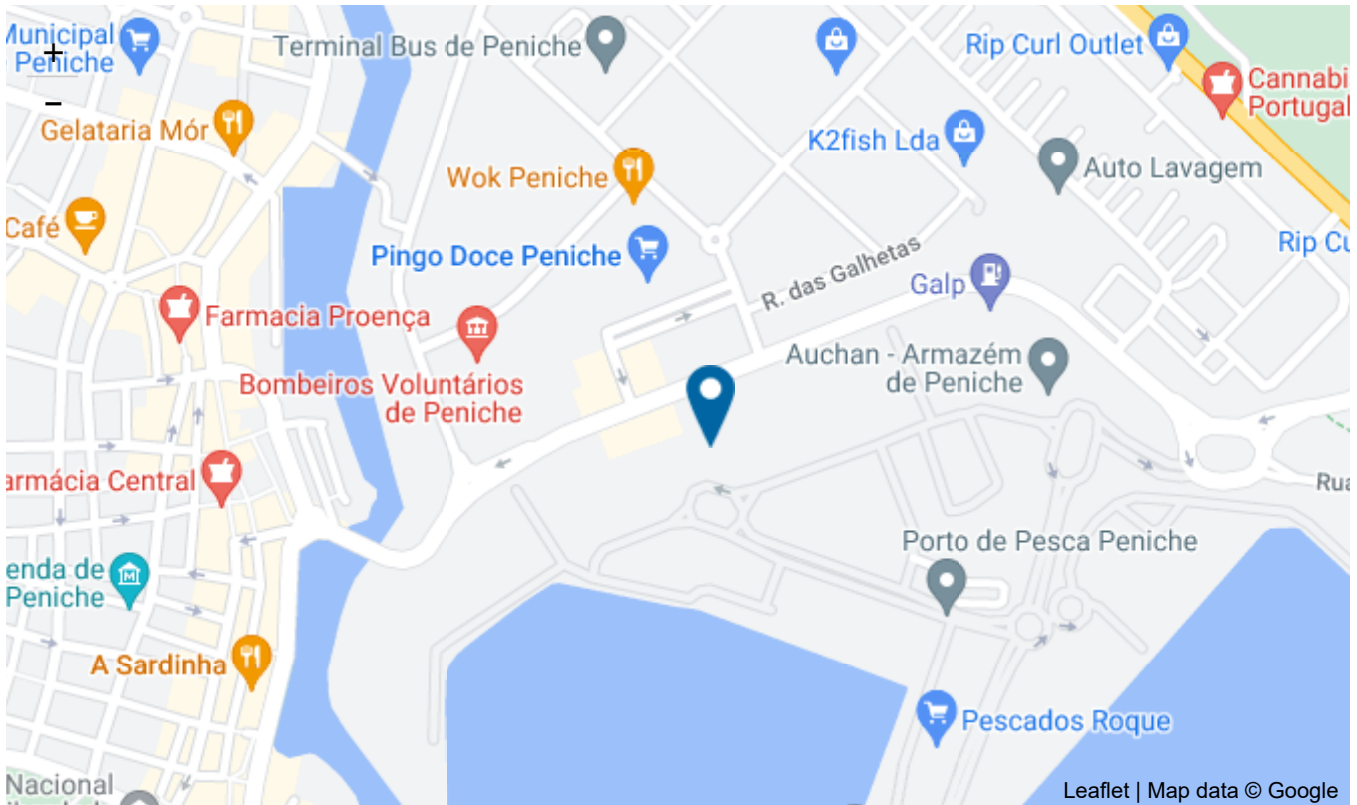 Municipal
Peniche
+
−
Terminal Bus de Peniche
Rip Curl Outlet
Cannabi
Portugal
Gelataria Mór
K2fish Lda
Auto Lavagem
Wok Peniche
Café
Pingo Doce Peniche
R. das Galhetas
Rip Cu
Galp
Farmacia Proença
Auchan - Armazém
de Peniche
Bombeiros Voluntários
de Peniche
armácia Central
Rua
Porto de Pesca Peniche
enda de
Peniche
M
A Sardinha
Pescados Roque
Nacional
Leaflet | Map data © Google